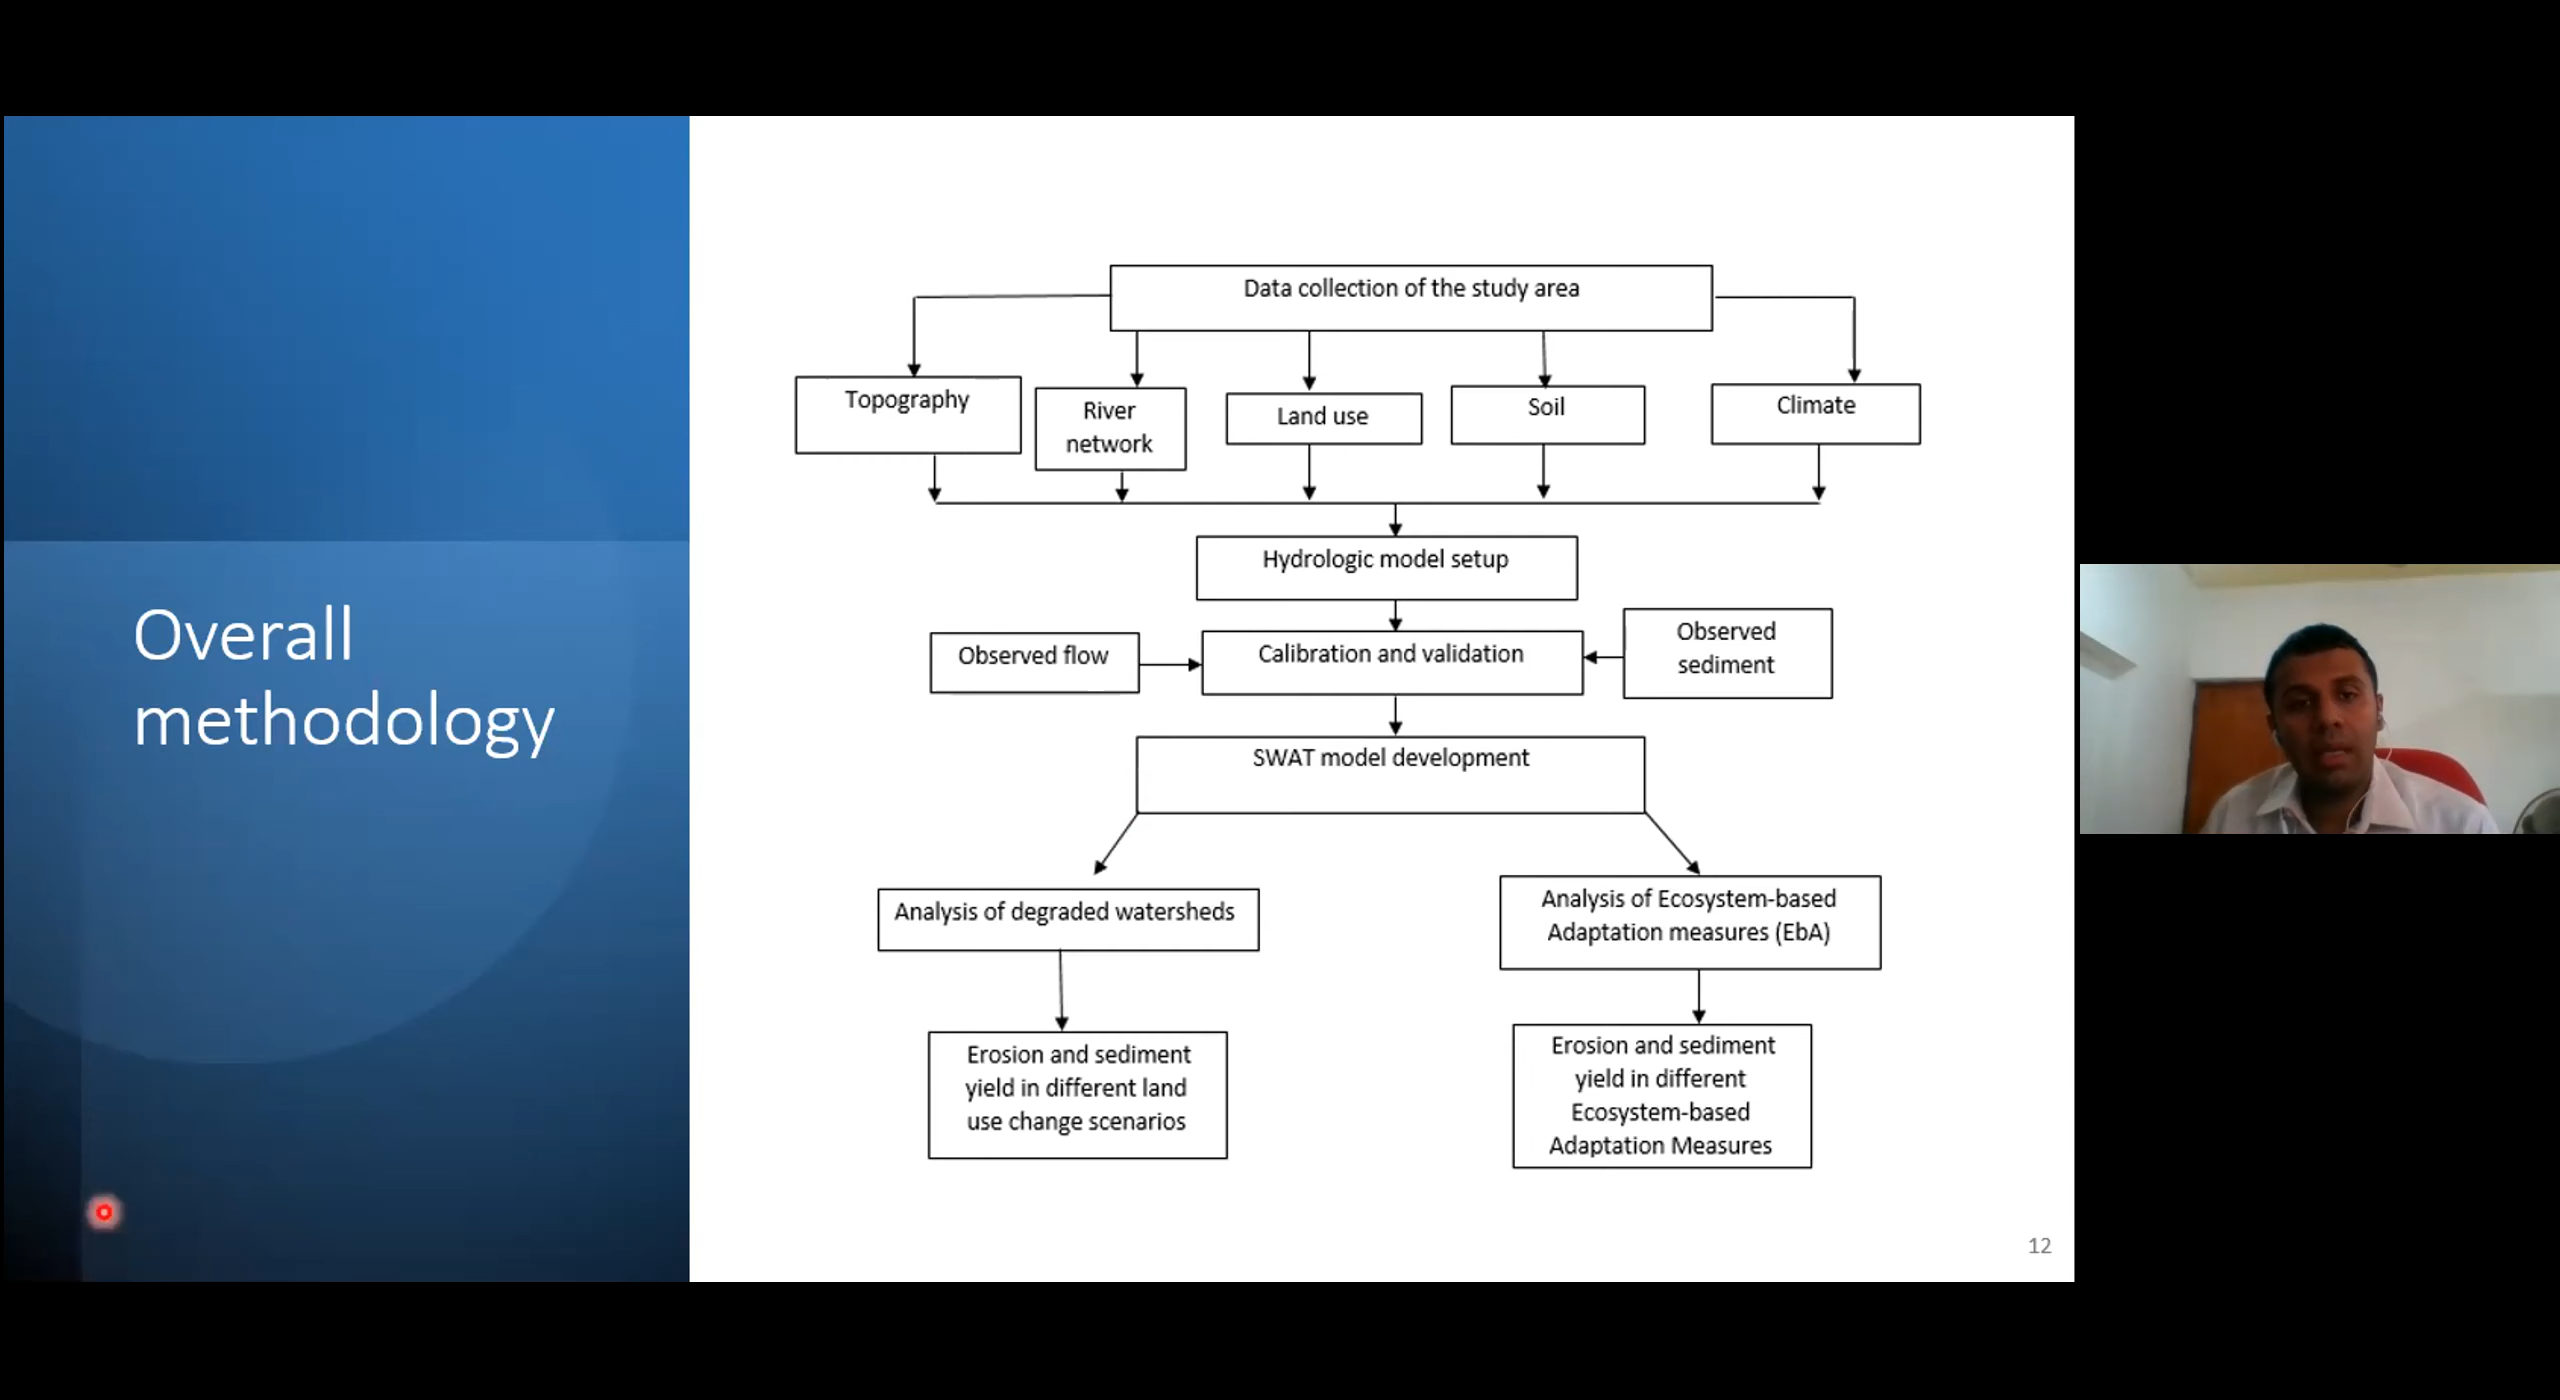 Overall
methodology
Data collection of the study area
Topography
River
network
Land use
Soil
Climate
Hydrologic model setup
Observed flow
Calibration and validation
Observed
sediment
SWAT model development
Analysis of degraded watersheds
Analysis of Ecosystem-based
Adaptation measures (EbA)
Erosion and sediment
yield in different land
use change scenarios
Erosion and sediment
yield in different
Ecosystem-based
Adaptation Measures
12